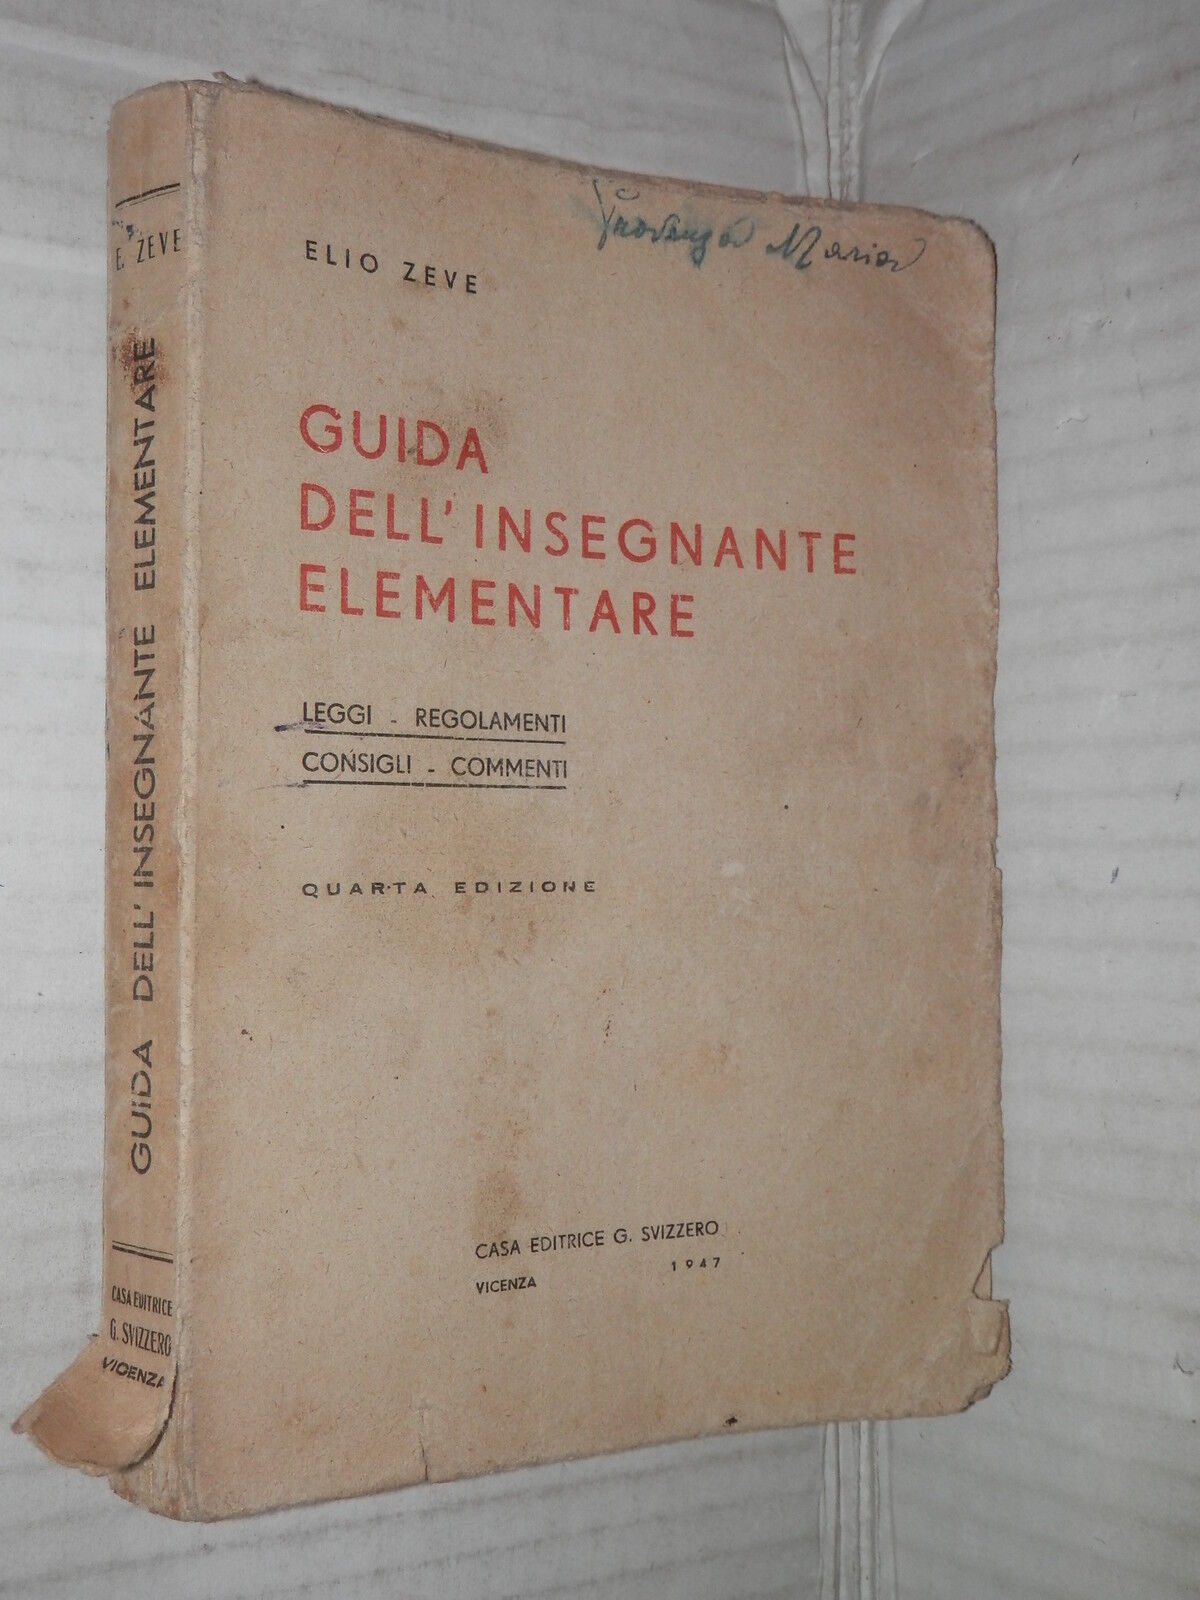 E. ZEVE
GUIDA DELL'INSEGNANTE ELEMENTARE
CASA EDITRICE
G. SVIZZERO
VICENZA
Maria
ELIO ZEVE
GUIDA
DELL'INSEGNANTE
ELEMENTARE
LEGGI - REGOLAMENTI
CONSIGLI - COMMENTI
QUARTA EDIZIONE
CASA EDITRICE G. SVIZZERO
VICENZA 1947